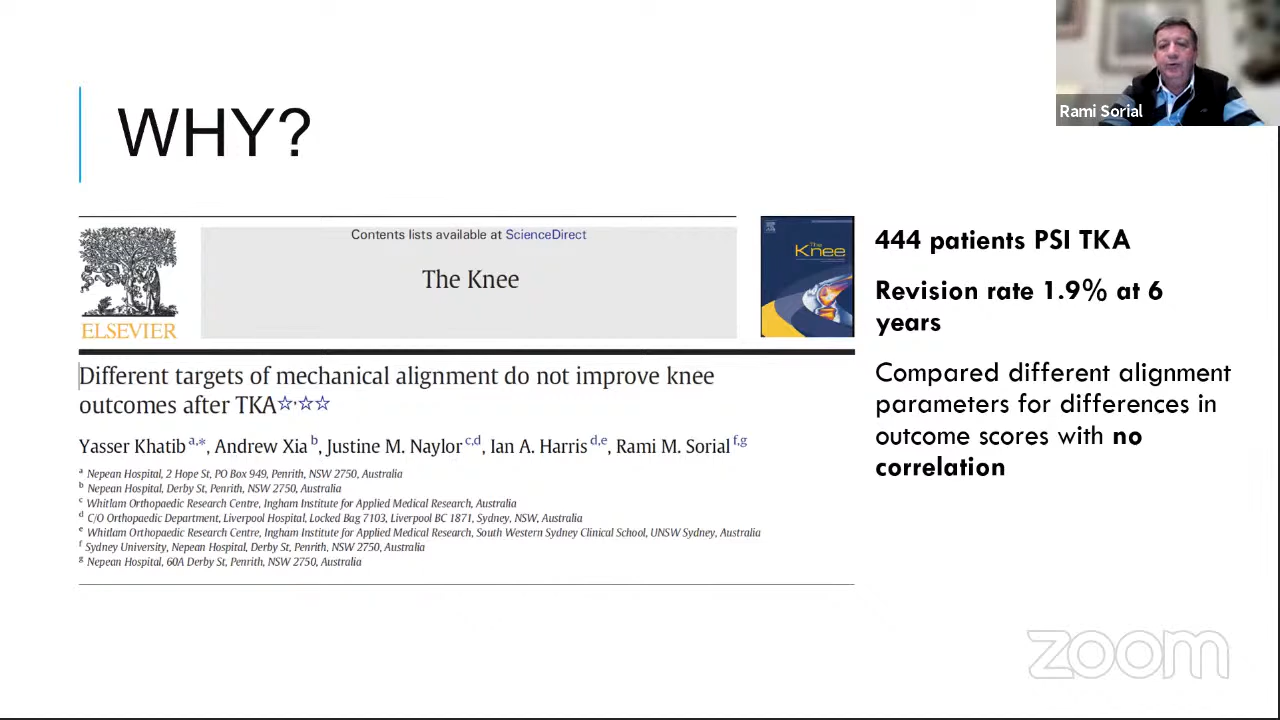 WHY?
Rami Sorial
Contents lists available at ScienceDirect
The Knee
ELSEVIER
The Knee
444 patients PSI TKA
Revision rate 1.9% at 6
years
Compared different alignment
parameters for differences in
outcome scores with no
correlation
Different targets of mechanical alignment do not improve knee
outcomes after TKA☆,☆☆
Yasser Khatib a,*, Andrew Xia b, Justine M. Naylor c,d, Ian A. Harris d,e, Rami M. Sorial f,g
a Nepean Hospital, 2 Hope St, PO Box 949, Penrith, NSW 2750, Australia
b Nepean Hospital, Derby St, Penrith, NSW 2750, Australia
c Whitlam Orthopaedic Research Centre, Ingham Institute for Applied Medical Research, Australia
d C/O Orthopaedic Department, Liverpool Hospital, Locked Bag 7103, Liverpool BC 1871, Sydney, NSW, Australia
e Whitlam Orthopaedic Research Centre, Ingham Institute for Applied Medical Research, South Western Sydney Clinical School, UNSW Sydney, Australia
f Sydney University, Nepean Hospital, Derby St, Penrith, NSW 2750, Australia
g Nepean Hospital, 60A Derby St, Penrith, NSW 2750, Australia
zoom